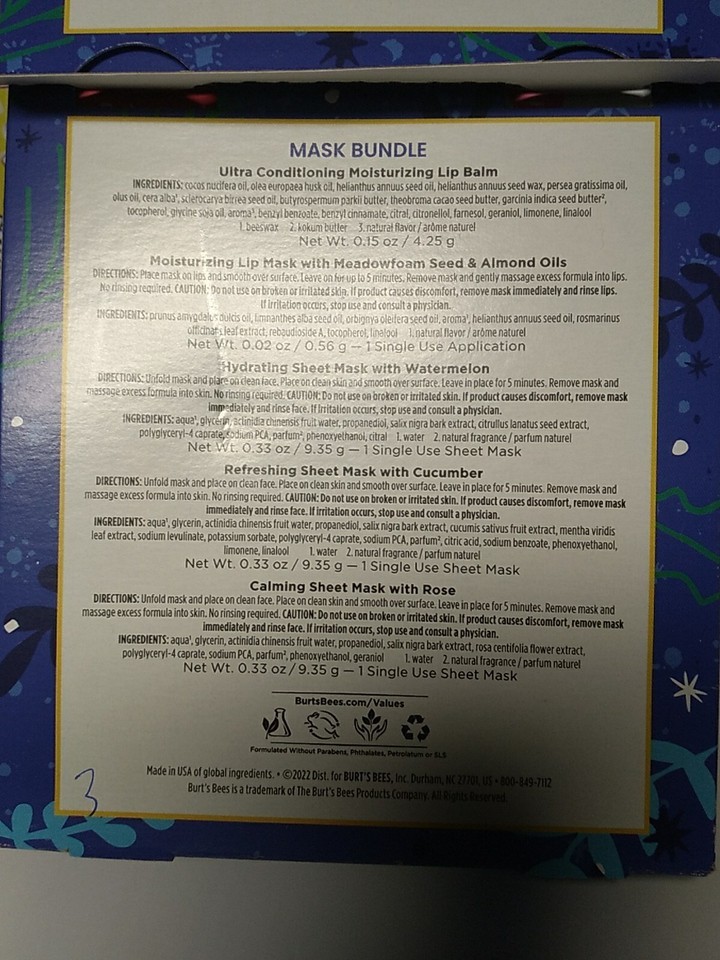 MASK BUNDLE
Ultra Conditioning Moisturizing Lip Balm
INGREDIENTS: cocos nucifera oil, olea europaea husk oil, helianthus annuus seed oil, helianthus annuus seed wax, persea gratissima oil,
olus oil, cera alba¹, sclerocarya birrea seed oil, butyrospermum parkii butter, theobroma cacao seed butter, garcinia indica seed butter²,
tocopherol, glycine soja oil, aroma³, benzyl benzoate, benzyl cinnamate, citral, citronellol, farnesol, geraniol, limonene, linalool
1. beeswax 2. kokum butter 3. natural flavor / arôme naturel
Net Wt. 0.15 oz / 4.25 g
Moisturizing Lip Mask with Meadowfoam Seed & Almond Oils
DIRECTIONS: Place mask on lips and smooth over surface. Leave on for up to 5 minutes. Remove mask and gently massage excess formula into lips.
No rinsing required. CAUTION: Do not use on broken or irritated skin. If product causes discomfort, remove mask immediately and rinse lips.
If irritation occurs, stop use and consult a physician.
INGREDIENTS: prunus amygdalus dulcis oil, limnanthes alba seed oil, orbignya oleifera seed oil, aroma¹, helianthus annuus seed oil, rosmarinus
officinalis leaf extract, rebaudioside A, tocopherol, linalool 1. natural flavor / arôme naturel
Net Wt. 0.02 oz / 0.56 g — 1 Single Use Application
Hydrating Sheet Mask with Watermelon
DIRECTIONS: Unfold mask and place on clean face. Place on clean skin and smooth over surface. Leave in place for 5 minutes. Remove mask and
massage excess formula into skin. No rinsing required. CAUTION: Do not use on broken or irritated skin. If product causes discomfort, remove mask
immediately and rinse face. If irritation occurs, stop use and consult a physician.
INGREDIENTS: aqua¹, glycerin, actinidia chinensis fruit water, propanediol, salix nigra bark extract, citrullus lanatus seed extract,
polyglyceryl-4 caprate, sodium PCA, parfum², phenoxyethanol, citral 1. water 2. natural fragrance / parfum naturel
Net Wt. 0.33 oz / 9.35 g — 1 Single Use Sheet Mask
Refreshing Sheet Mask with Cucumber
DIRECTIONS: Unfold mask and place on clean face. Place on clean skin and smooth over surface. Leave in place for 5 minutes. Remove mask and
massage excess formula into skin. No rinsing required. CAUTION: Do not use on broken or irritated skin. If product causes discomfort, remove mask
immediately and rinse face. If irritation occurs, stop use and consult a physician.
INGREDIENTS: aqua¹, glycerin, actinidia chinensis fruit water, propanediol, salix nigra bark extract, cucumis sativus fruit extract, mentha viridis
leaf extract, sodium levulinate, potassium sorbate, polyglyceryl-4 caprate, sodium PCA, parfum², citric acid, sodium benzoate, phenoxyethanol,
limonene, linalool 1. water 2. natural fragrance / parfum naturel
Net Wt. 0.33 oz / 9.35 g — 1 Single Use Sheet Mask
Calming Sheet Mask with Rose
DIRECTIONS: Unfold mask and place on clean face. Place on clean skin and smooth over surface. Leave in place for 5 minutes. Remove mask and
massage excess formula into skin. No rinsing required. CAUTION: Do not use on broken or irritated skin. If product causes discomfort, remove mask
immediately and rinse face. If irritation occurs, stop use and consult a physician.
INGREDIENTS: aqua¹, glycerin, actinidia chinensis fruit water, propanediol, salix nigra bark extract, rosa centifolia flower extract,
polyglyceryl-4 caprate, sodium PCA, parfum², phenoxyethanol, geraniol 1. water 2. natural fragrance / parfum naturel
Net Wt. 0.33 oz / 9.35 g — 1 Single Use Sheet Mask
BurtsBees.com/Values
Formulated Without Parabens, Phthalates, Petrolatum or SLS
Made in USA of global ingredients. • ©2022 Dist. for BURT'S BEES, Inc. Durham, NC 27701, US • 800-849-7112
Burt's Bees is a trademark of The Burt's Bees Products Company. All Rights Reserved.
3